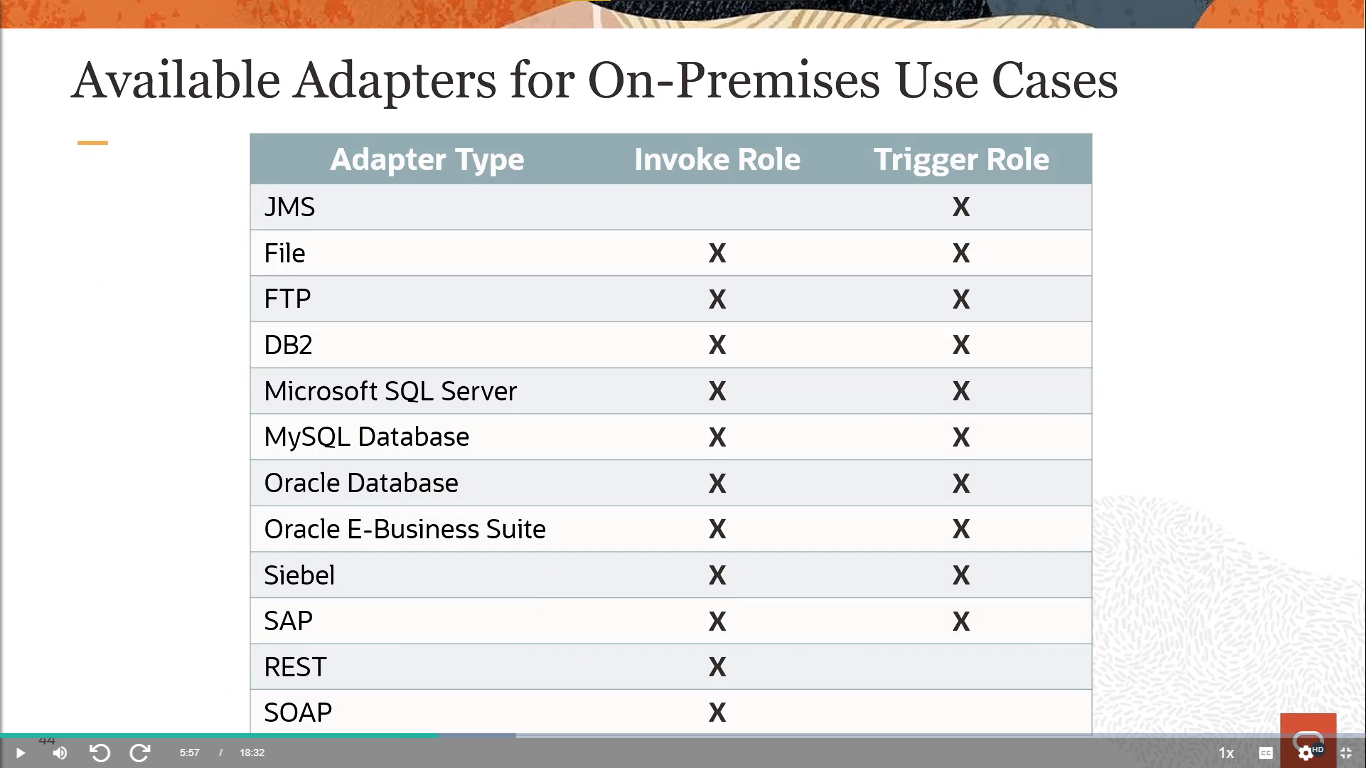 Available Adapters for On-Premises Use Cases
Adapter Type Invoke Role Trigger Role
JMS X
File X X
FTP X X
DB2 X X
Microsoft SQL Server X X
MySQL Database X X
Oracle Database X X
Oracle E-Business Suite X X
Siebel X X
SAP X X
REST X
SOAP X
44
5:57 / 18:32 1x CC HD